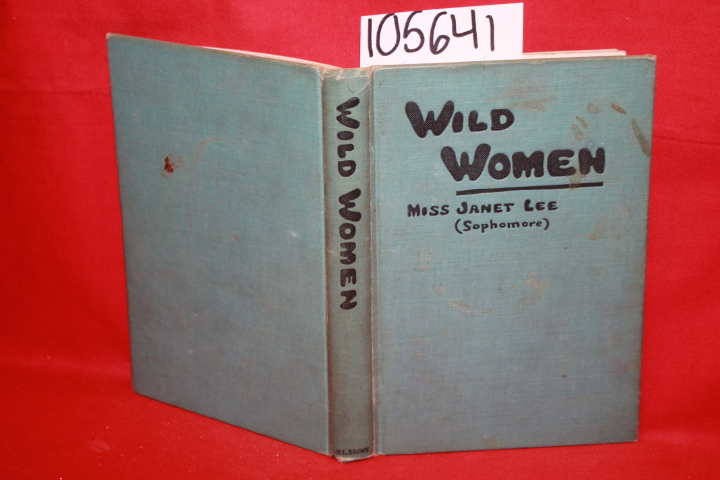 105641
WILD WOMEN
WILD
WOMEN
MISS JANET LEE
(Sophomore)